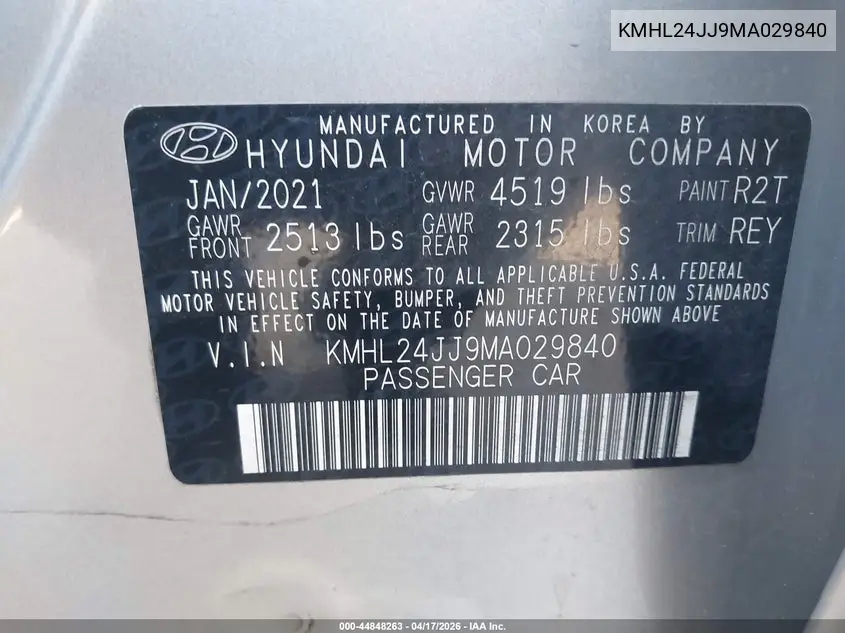 KMHL24JJ9MA029840
MANUFACTURED IN KOREA BY
HYUNDAI MOTOR COMPANY
JAN/2021 GVWR 4519 lbs PAINT R2T
GAWR FRONT 2513 lbs GAWR REAR 2315 lbs TRIM REY
THIS VEHICLE CONFORMS TO ALL APPLICABLE U.S.A. FEDERAL
MOTOR VEHICLE SAFETY, BUMPER, AND THEFT PREVENTION STANDARDS
IN EFFECT ON THE DATE OF MANUFACTURE SHOWN ABOVE
V.I.N KMHL24JJ9MA029840
PASSENGER CAR
000-44848263 - 04/17/2026 - IAA Inc.